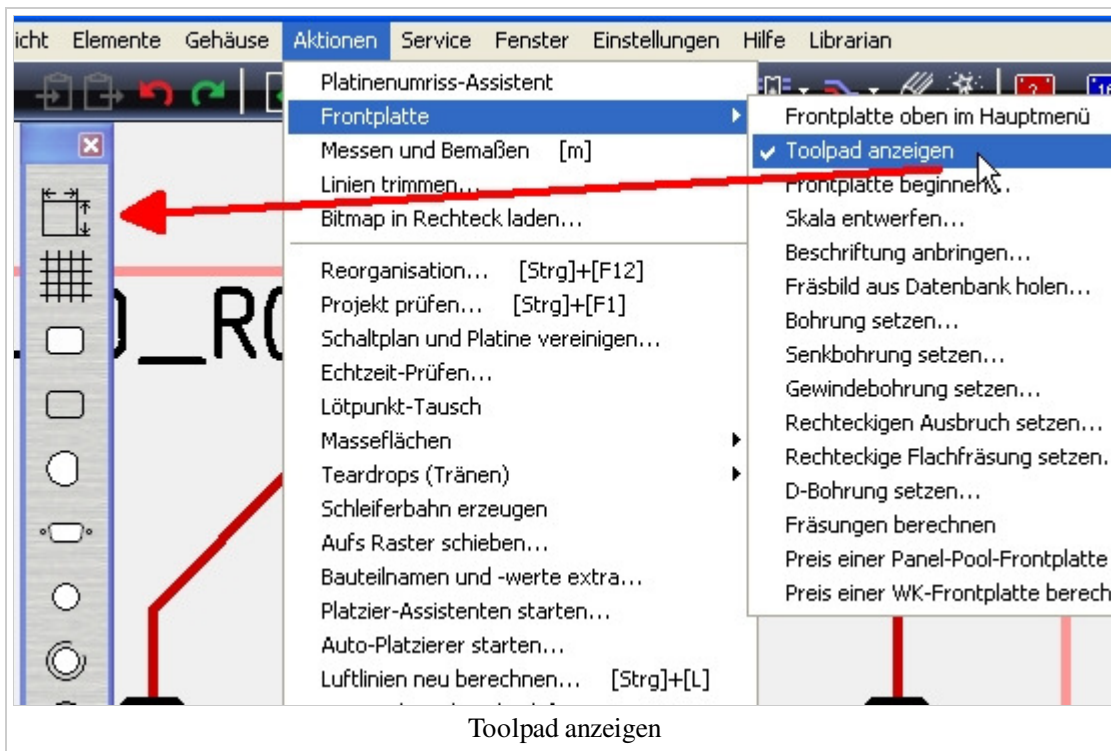 icht Elemente Gehäuse Aktionen Service Fenster Einstellungen Hilfe Librarian
Platinenumriss-Assistent
Frontplatte
Messen und Bemaßen [m]
Linien trimmen...
Bitmap in Rechteck laden...
Reorganisation... [Strg]+[F12]
Projekt prüfen... [Strg]+[F1]
Schaltplan und Platine vereinigen...
Echtzeit-Prüfen...
Lötpunkt-Tausch
Masseflächen
Teardrops (Tränen)
Schleiferbahn erzeugen
Aufs Raster schieben...
Bauteilnamen und -werte extra...
Platzier-Assistenten starten...
Auto-Platzierer starten...
Luftlinien neu berechnen... [Strg]+[L]
Frontplatte oben im Hauptmenü
Toolpad anzeigen
Frontplatte beginnen...
Skala entwerfen...
Beschriftung anbringen...
Fräsbild aus Datenbank holen...
Bohrung setzen...
Senkbohrung setzen...
Gewindebohrung setzen...
Rechteckigen Ausbruch setzen...
Rechteckige Flachfräsung setzen.
D-Bohrung setzen...
Fräsungen berechnen
Preis einer Panel-Pool-Frontplatte
Preis einer WK-Frontplatte berech
?
16
Toolpad anzeigen